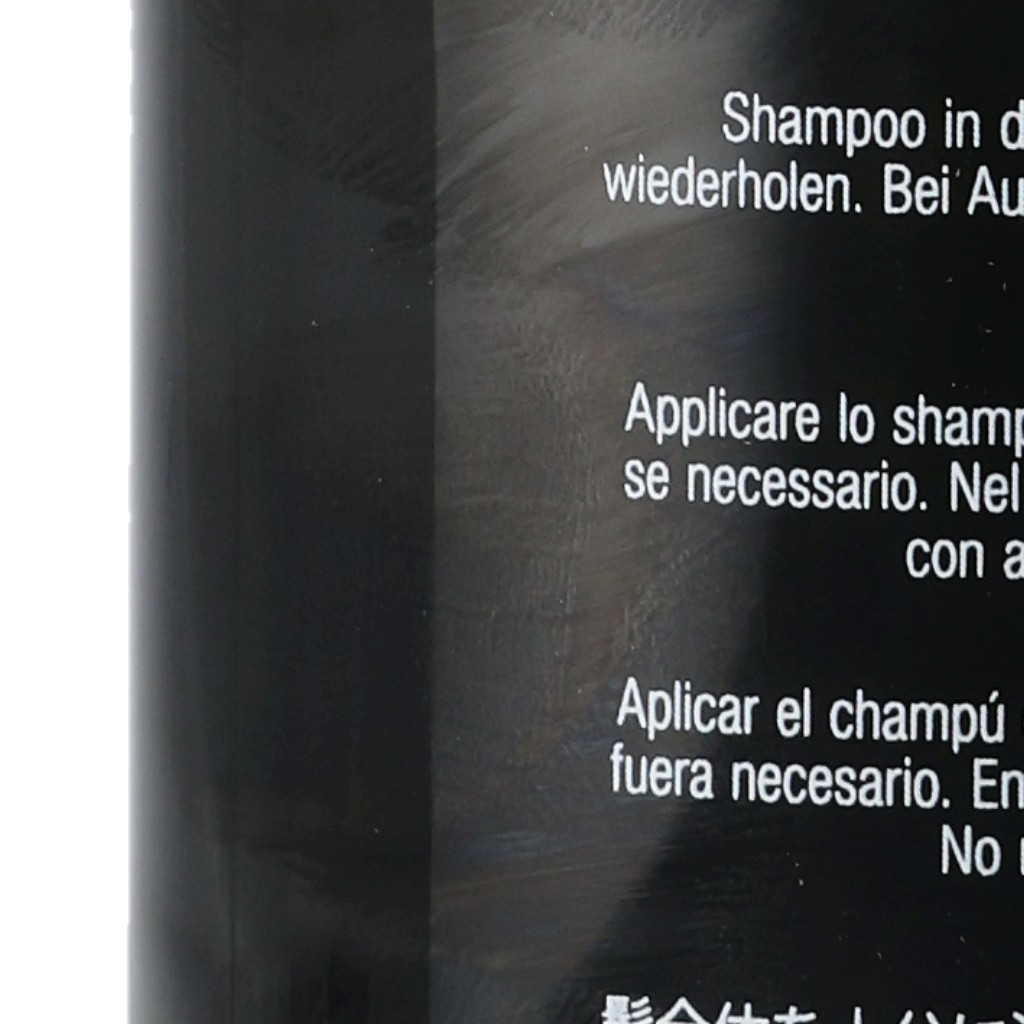 Shampoo in d
wiederholen. Bei Au
Applicare lo shamp
se necessario. Nel
con a
Aplicar el champú
fuera necesario. En
No